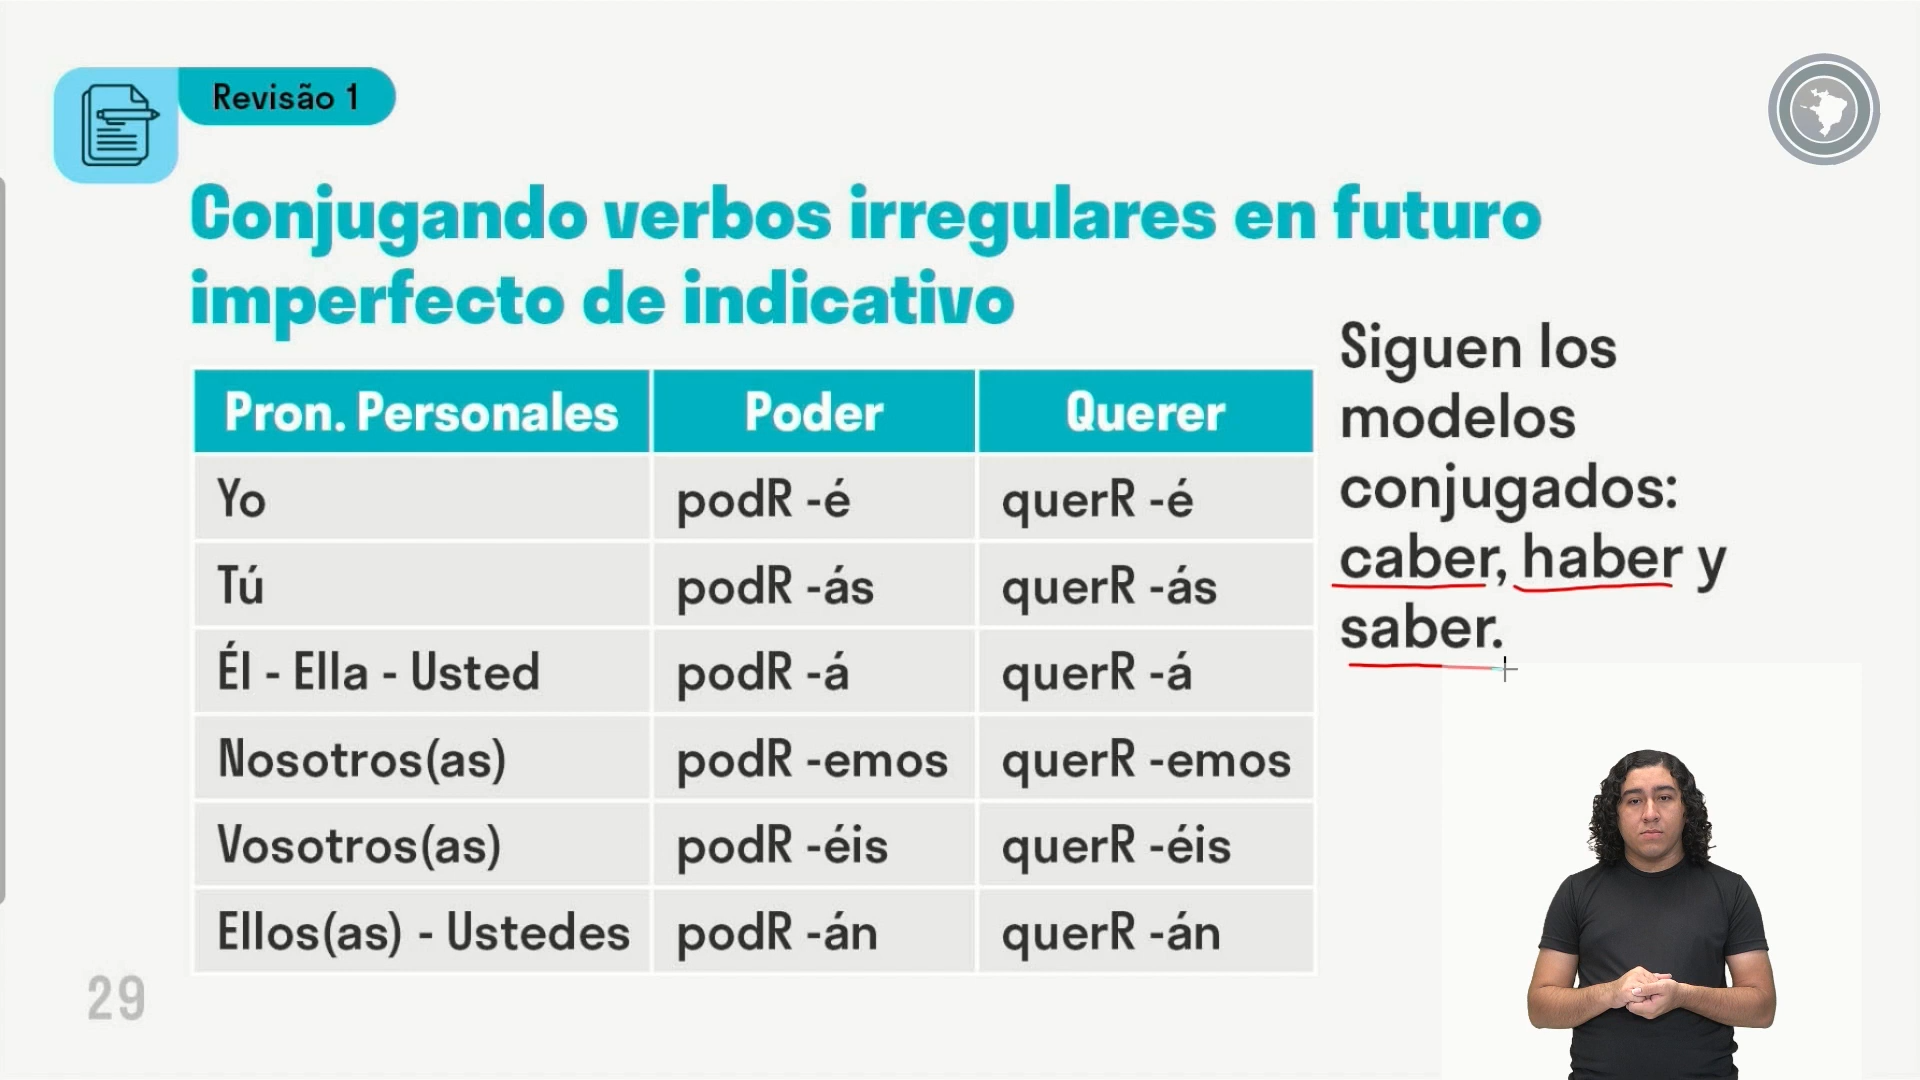 Revisão 1
Conjugando verbos irregulares en futuro
imperfecto de indicativo
Pron. Personales Poder Querer
Yo podR -é querR -é
Tú podR -ás querR -ás
Él - Ella - Usted podR -á querR -á
Nosotros(as) podR -emos querR -emos
Vosotros(as) podR -éis querR -éis
Ellos(as) - Ustedes podR -án querR -án
Siguen los
modelos
conjugados:
caber, haber y
saber.
29